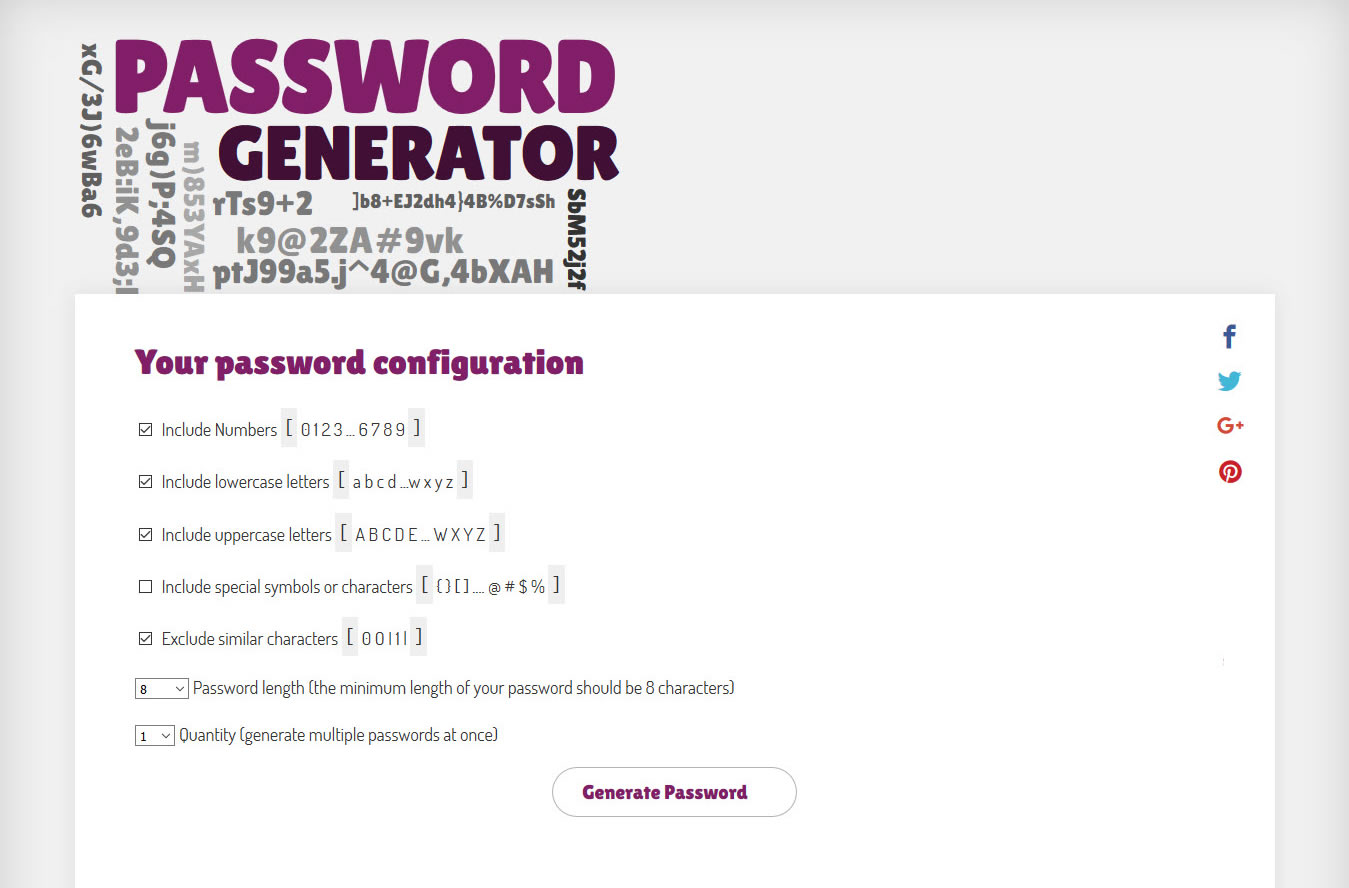 PASSWORD
GENERATOR
xG/3J)6wBa6
2eB:iK,9d3;
j6g)P;4SQ
m)853YAxH
rTs9+2
]b8+EJ2dh4}4B%D7sSh
k9@2ZA#9vk
ptJ99a5.j^4@G,4bXAH
SbM52j2f
Your password configuration
Include Numbers [ 0 1 2 3 ... 6 7 8 9 ]
Include lowercase letters [ a b c d ...w x y z ]
Include uppercase letters [ A B C D E ... W X Y Z ]
Include special symbols or characters [ { } [ ] .... @ # $ % ]
Exclude similar characters [ 0 O I 1 l ]
8 Password length (the minimum length of your password should be 8 characters)
1 Quantity (generate multiple passwords at once)
Generate Password
f
G+